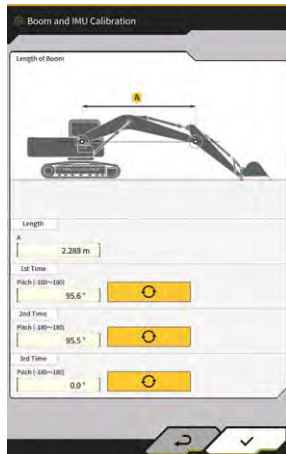 Boom and IMU Calibration
Length of Boom
A
Length
A
[ 2.288 m ]
1st Time
Pitch (-180～180)
[ 95.6 ° ]
2nd Time
Pitch (-180～180)
[ 95.5 ° ]
3rd Time
Pitch (-180～180)
[ 0.0 ° ]